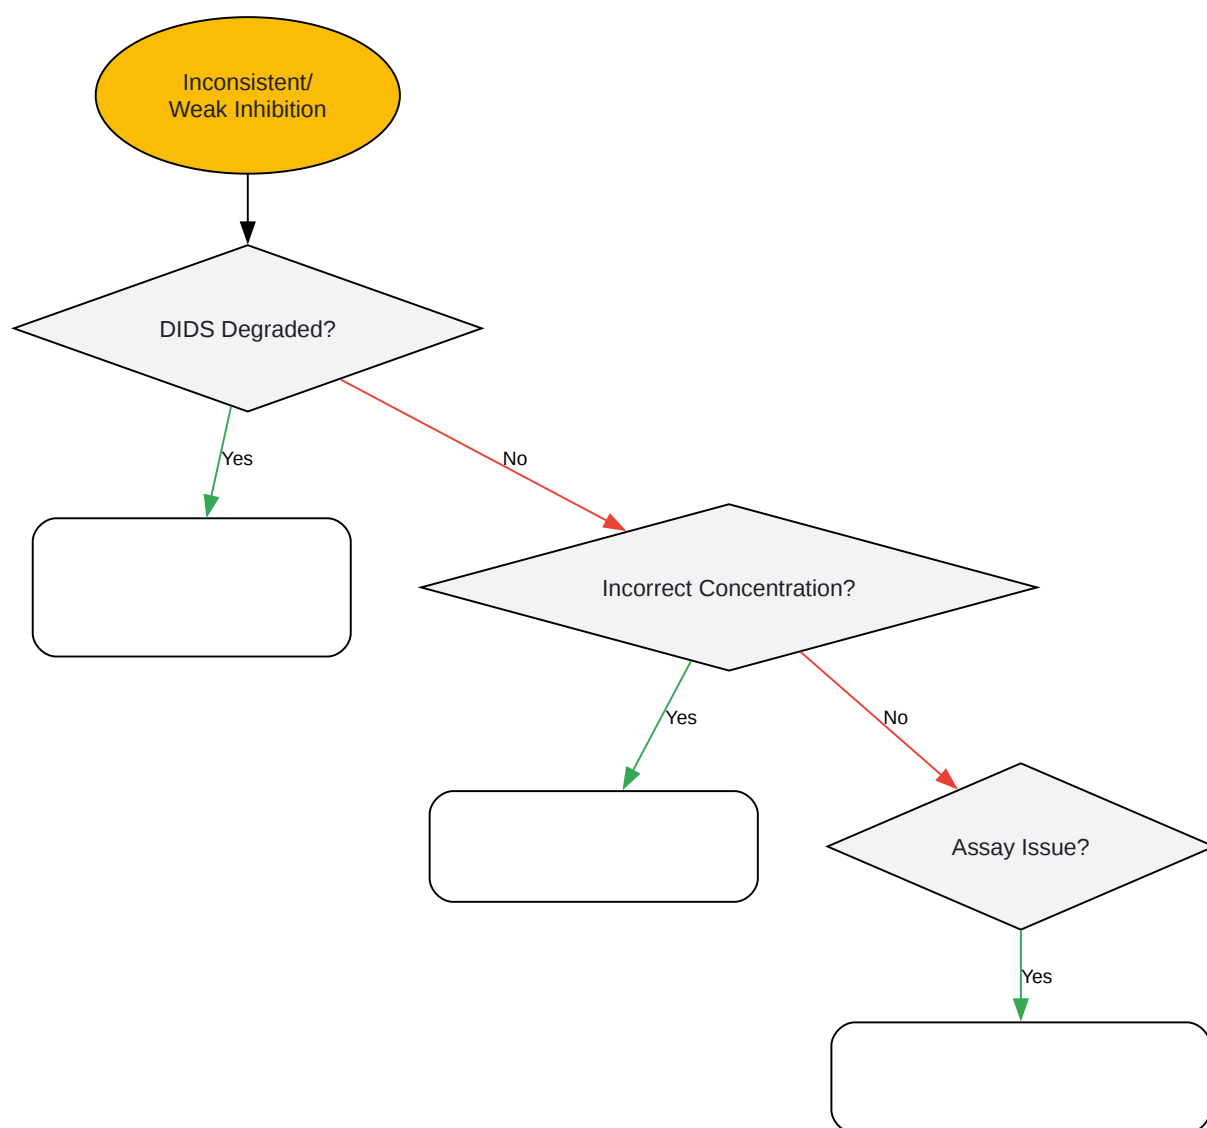 Inconsistent/
Weak Inhibition
DIDS Degraded?
Yes
No
Incorrect Concentration?
Yes
No
Assay Issue?
Yes